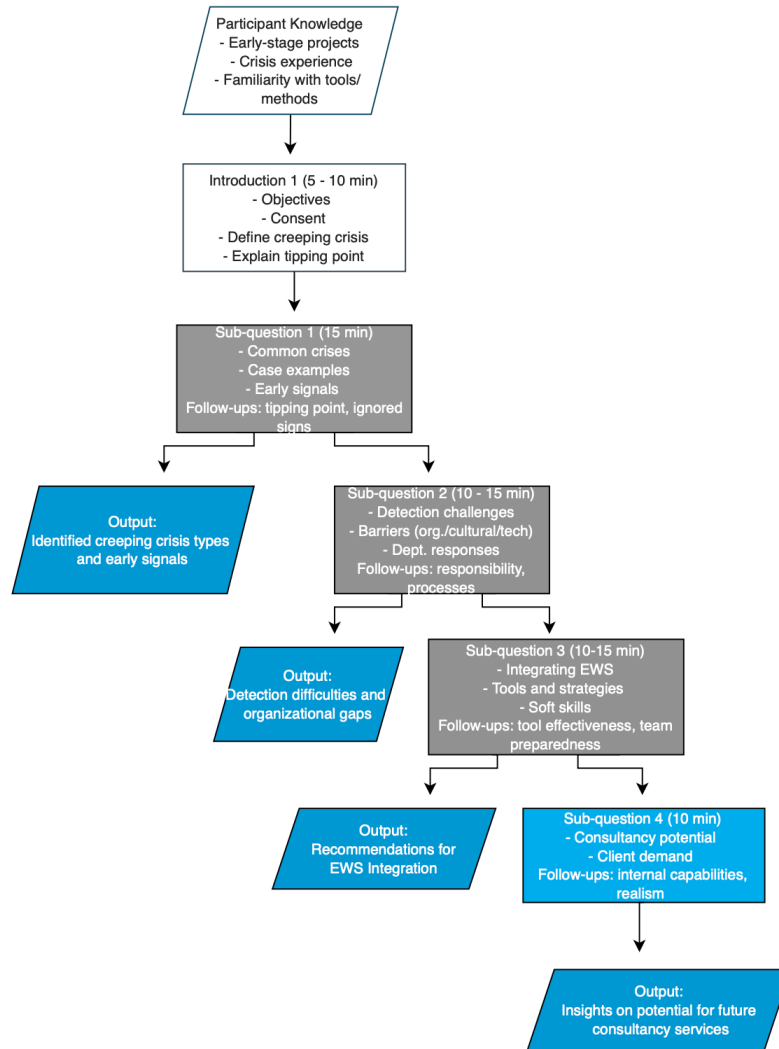 Participant Knowledge
- Early-stage projects
- Crisis experience
- Familiarity with tools/
methods
Introduction 1 (5 - 10 min)
- Objectives
- Consent
- Define creeping crisis
- Explain tipping point
Sub-question 1 (15 min)
- Common crises
- Case examples
- Early signals
Follow-ups: tipping point, ignored
signs
Output:
Identified creeping crisis types
and early signals
Sub-question 2 (10 - 15 min)
- Detection challenges
- Barriers (org./cultural/tech)
- Dept. responses
Follow-ups: responsibility,
processes
Output:
Detection difficulties and
organizational gaps
Sub-question 3 (10-15 min)
- Integrating EWS
- Tools and strategies
- Soft skills
Follow-ups: tool effectiveness, team
preparedness
Output:
Recommendations for
EWS Integration
Sub-question 4 (10 min)
- Consultancy potential
- Client demand
Follow-ups: internal capabilities,
realism
Output:
Insights on potential for future
consultancy services